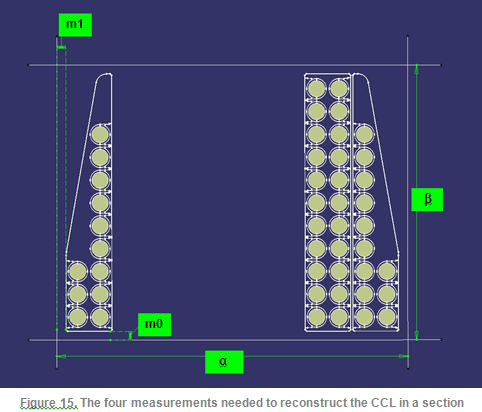 m1
β
m0
α
Figure 15. The four measurements needed to reconstruct the CCL in a section